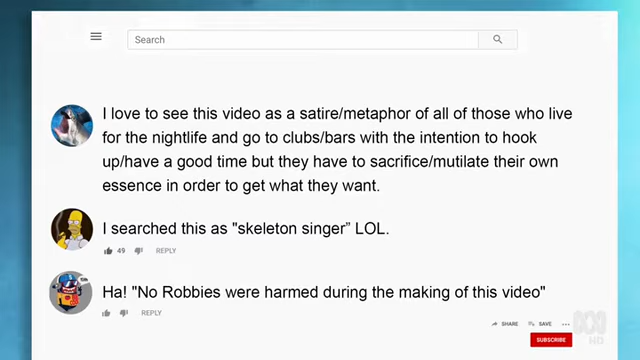 Search
I love to see this video as a satire/metaphor of all of those who live
for the nightlife and go to clubs/bars with the intention to hook
up/have a good time but they have to sacrifice/mutilate their own
essence in order to get what they want.
I searched this as "skeleton singer” LOL.
49 REPLY
Ha! "No Robbies were harmed during the making of this video"
REPLY
SHARE SAVE ...
SUBSCRIBE
HD